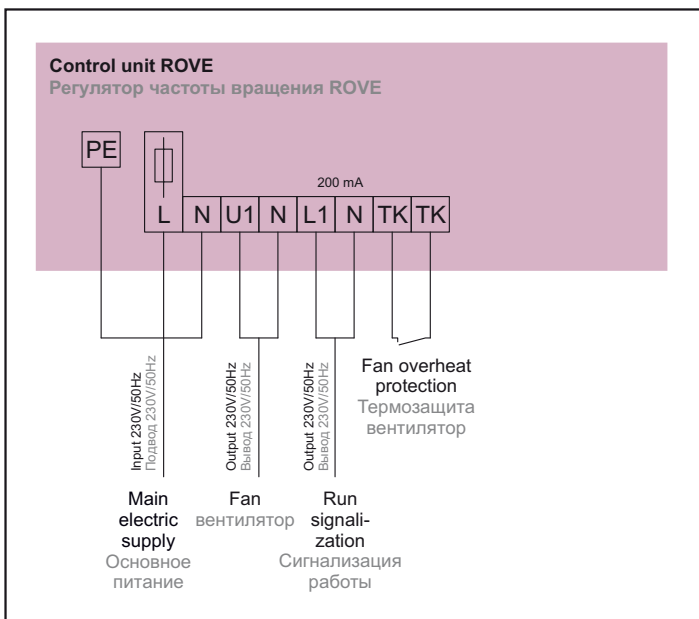 Control unit ROVE
Регулятор частоты вращения ROVE
PE
200 mA
L N U1 N L1 N TK TK
Input 230V/50Hz
Подвод 230V/50Hz
Output 230V/50Hz
Вывод 230V/50Hz
Output 230V/50Hz
Вывод 230V/50Hz
Fan overheat
protection
Термозащита
вентилятор
Main
electric
supply
Основное
питание
Fan
вентилятор
Run
signali-
zation
Сигнализация
работы